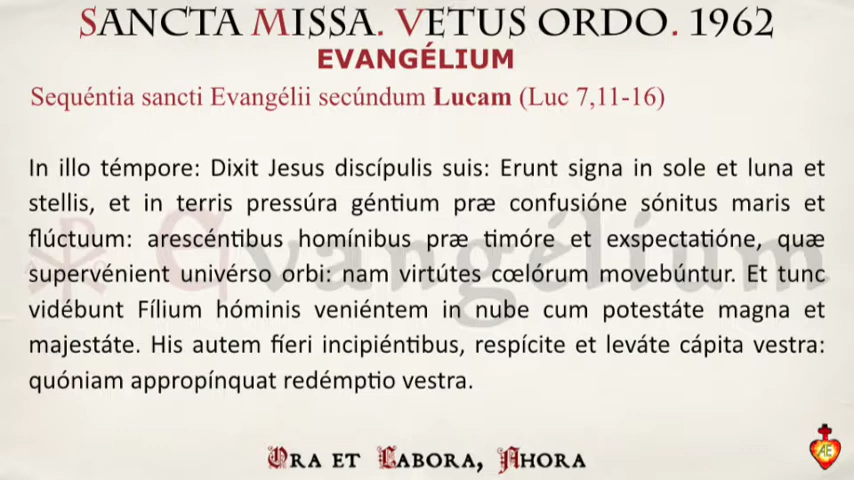 SANCTA MISSA. VETUS ORDO. 1962
EVANGÉLIUM
Sequéntia sancti Evangélii secúndum Lucam (Luc 7,11-16)
In illo témpore: Dixit Jesus discípulis suis: Erunt signa in sole et luna et
stellis, et in terris pressúra géntium præ confusióne sónitus maris et
flúctuum: arescéntibus homínibus præ timóre et exspectatióne, quæ
supervénient univérso orbi: nam virtútes cœlórum movebúntur. Et tunc
vidébunt Fílium hóminis veniéntem in nube cum potestáte magna et
majestáte. His autem fíeri incipiéntibus, respícite et leváte cápita vestra:
quóniam appropínquat redémptio vestra.
Evangélium
ORA ET LABORA, AHORA
AE